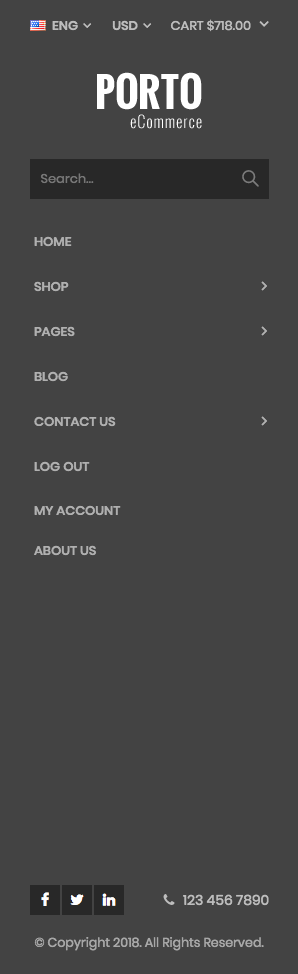 ENG USD CART $718.00
PORTO
eCommerce
Search...
HOME
SHOP
PAGES
BLOG
CONTACT US
LOG OUT
MY ACCOUNT
ABOUT US
123 456 7890
© Copyright 2018. All Rights Reserved.